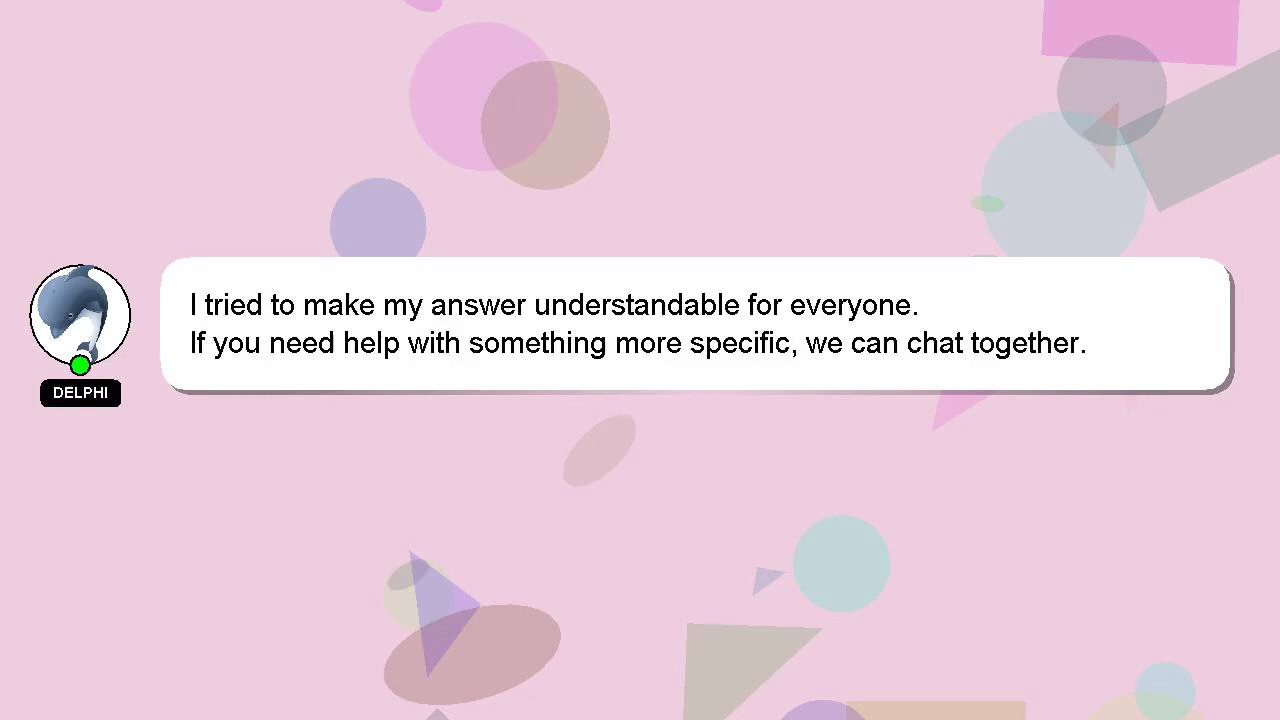 I tried to make my answer understandable for everyone.
If you need help with something more specific, we can chat together.
DELPHI